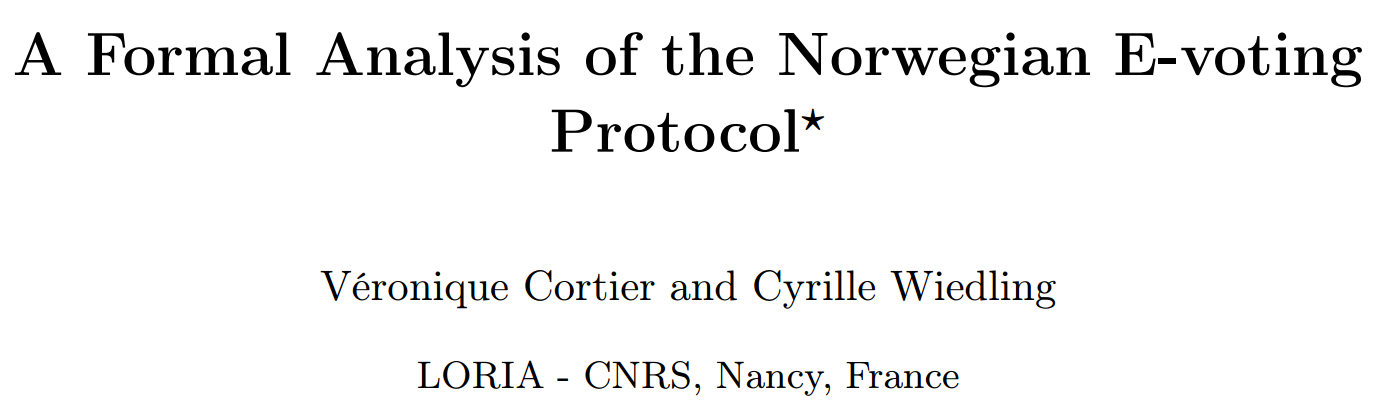 A Formal Analysis of the Norwegian E-voting
Protocol⋆
Véronique Cortier and Cyrille Wiedling
LORIA - CNRS, Nancy, France